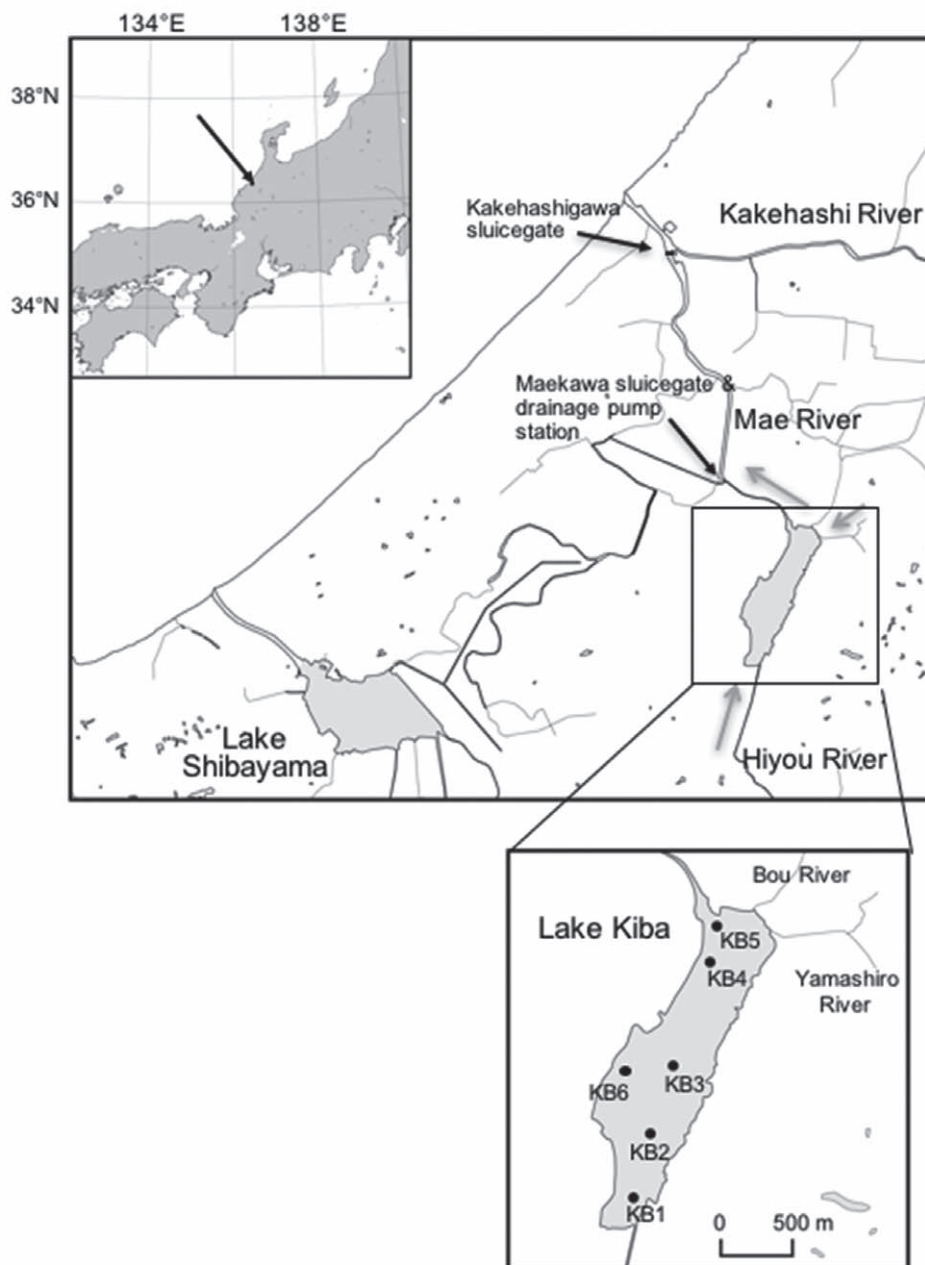 134°E 138°E
38°N
36°N
34°N
Kakehashigawa
sluicegate
Kakehashi River
Maekawa sluicegate &
drainage pump
station
Mae River
Lake
Shibayama
Hiyou River
Bou River
Lake Kiba
KB5
KB4
Yamashiro
River
KB3
KB6
KB2
KB1
0 500 m